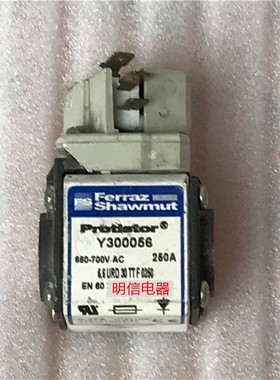 Ferraz
Shawmut
Protistor®
Y300056
660-700V AC 250A
6,6 URD 30 TTF 0250
EN 60
明信电器